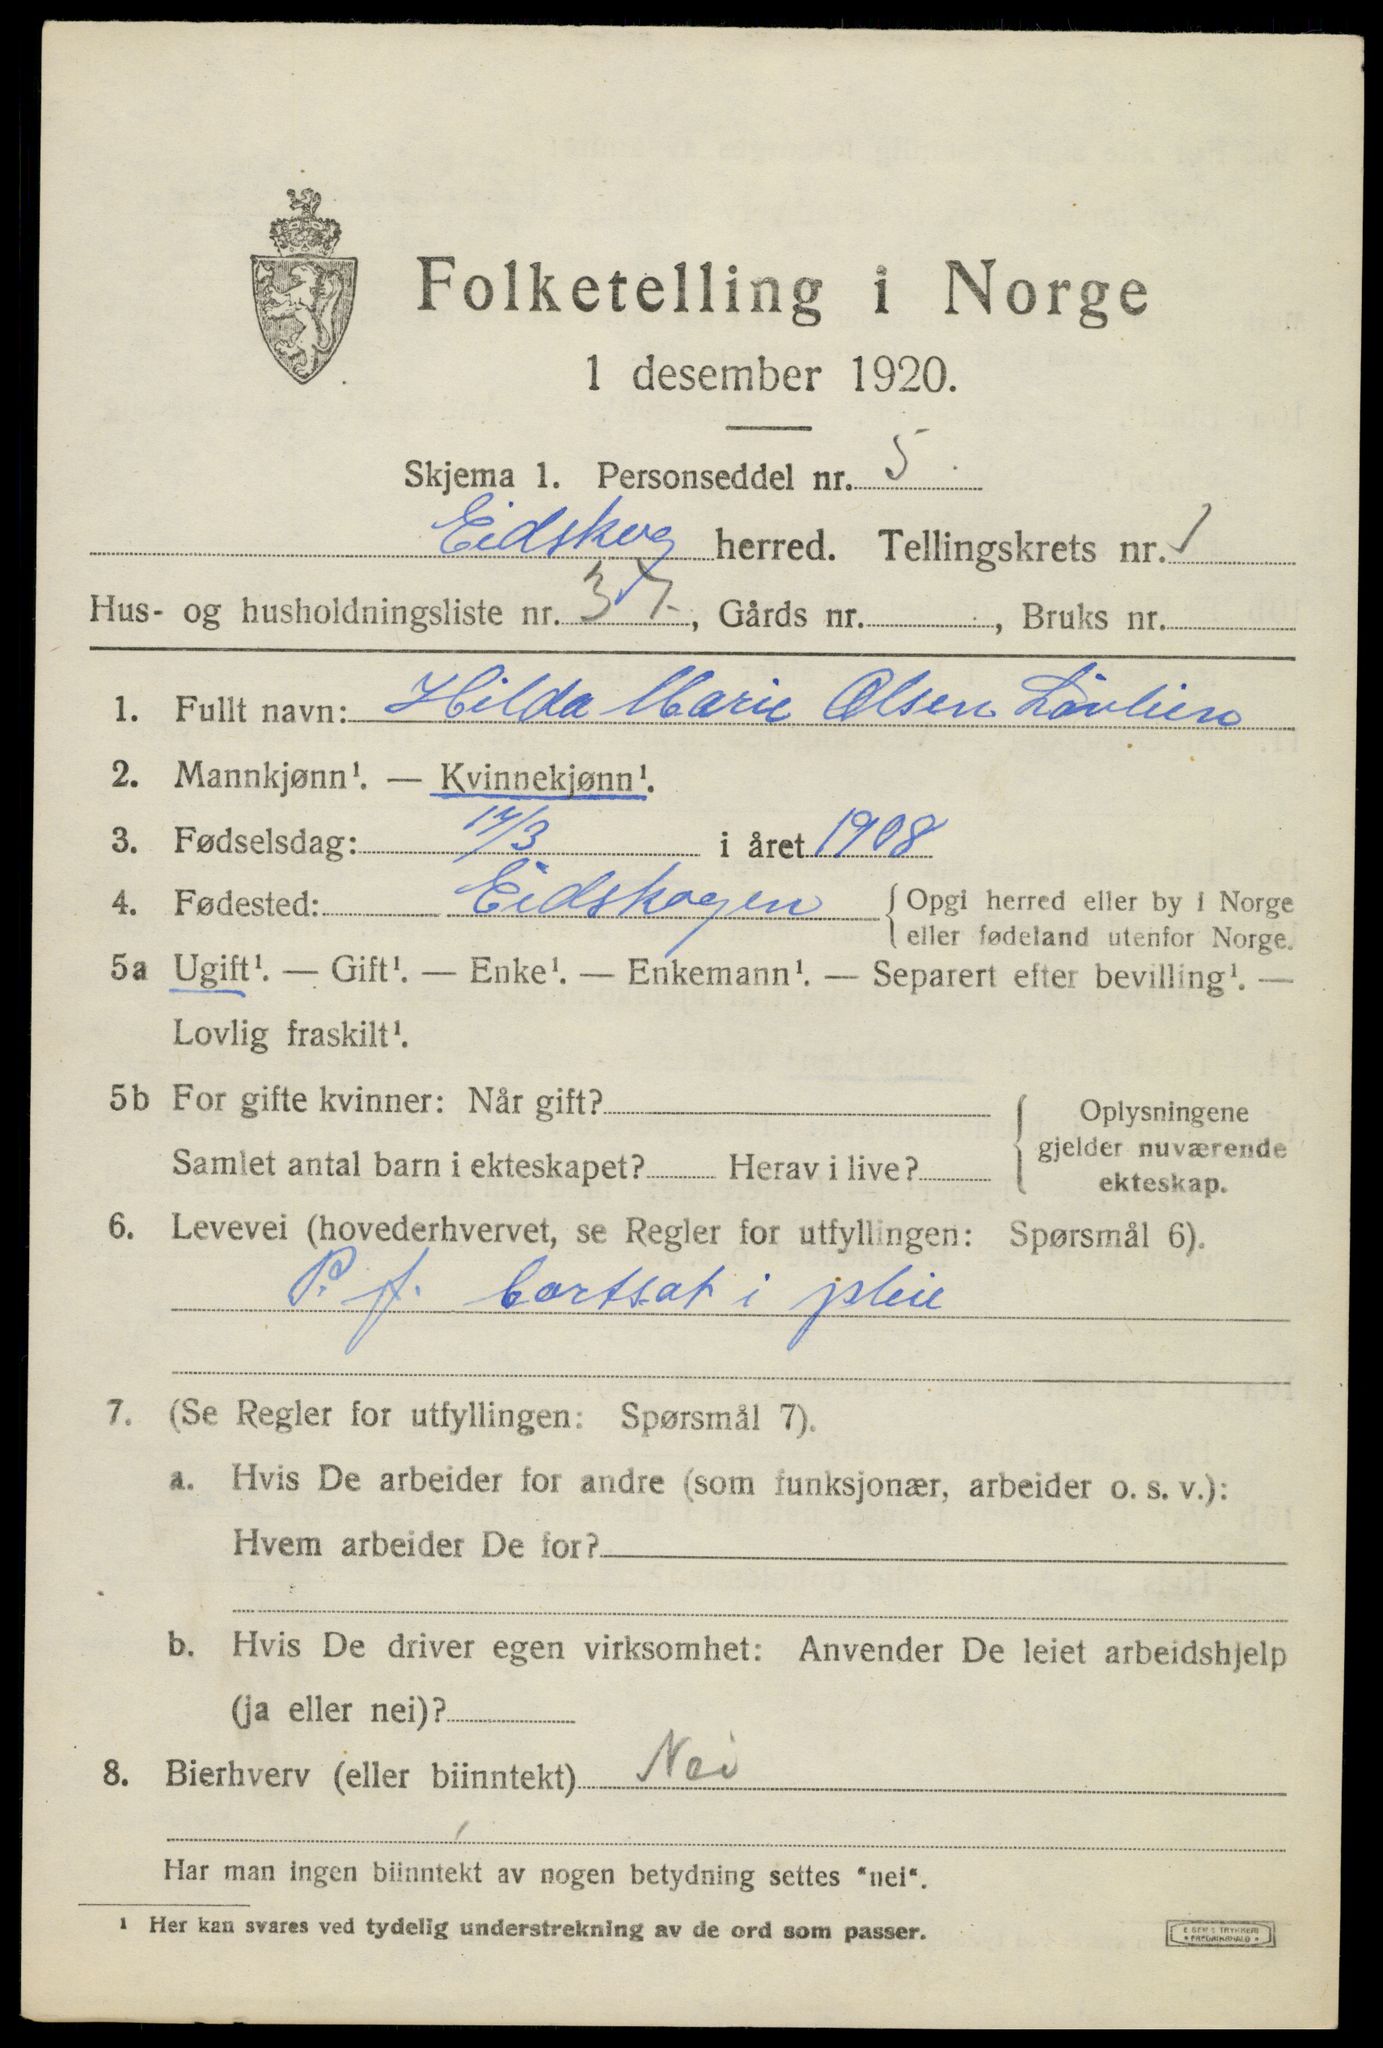 Folketelling i Norge
1 desember 1920.
Skjema 1. Personseddel nr. 5
Eidskog herred. Tellingskrets nr. 1
Hus- og husholdningsliste nr. 37, Gårds nr. , Bruks nr.
1. Fullt navn: Hilda Marie Olsen Lövlien
2. Mannkjønn¹. — Kvinnekjønn¹.
3. Fødselsdag: 17/3 i året 1908
4. Fødested: Eidskogen { Opgi herred eller by i Norge
eller fødeland utenfor Norge.
5a Ugift¹. — Gift¹. — Enke¹. — Enkemann¹. — Separert efter bevilling¹. —
Lovlig fraskilt¹.
5b For gifte kvinner: Når gift? { Oplysningene
gjelder nuværende
Samlet antal barn i ekteskapet? Herav i live?
ekteskap.
6. Levevei (hovederhvervet, se Regler for utfyllingen: Spørsmål 6).
P. f. bortsat i pleie
7. (Se Regler for utfyllingen: Spørsmål 7).
a. Hvis De arbeider for andre (som funksjonær, arbeider o. s. v.):
Hvem arbeider De for?
b. Hvis De driver egen virksomhet: Anvender De leiet arbeidshjelp
(ja eller nei)?
8. Bierhverv (eller biinntekt) Nei
Har man ingen biinntekt av nogen betydning settes "nei".
¹ Her kan svares ved tydelig understrekning av de ord som passer.